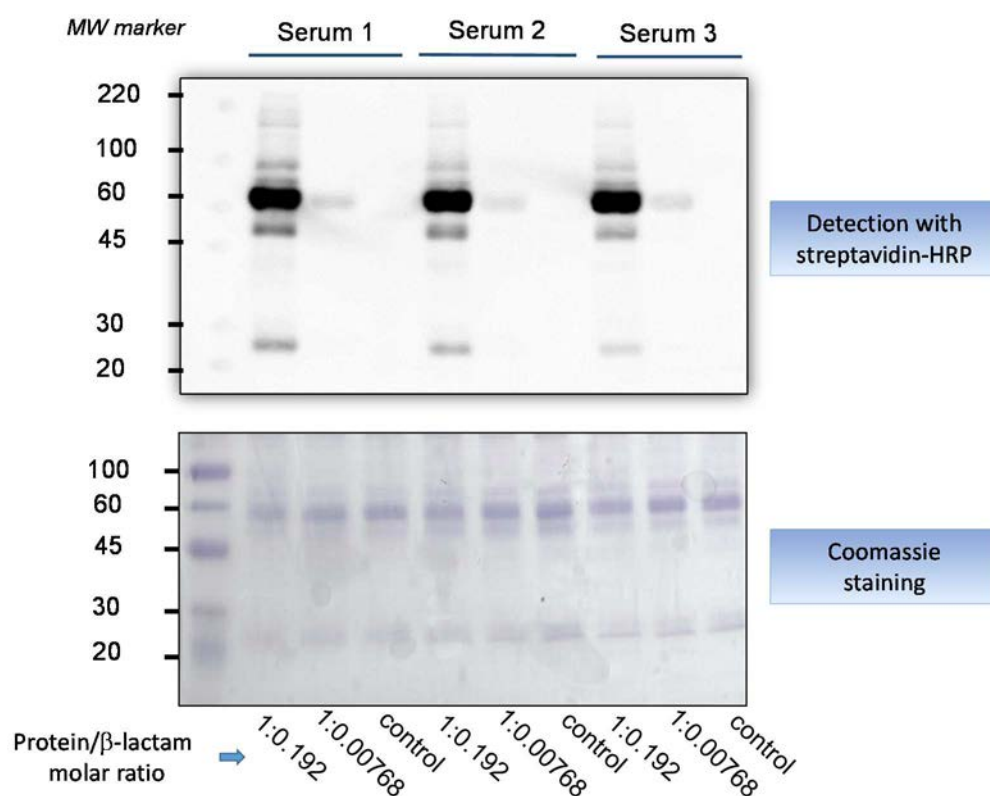 MW marker
Serum 1
Serum 2
Serum 3
220
100
60
45
30
20
Detection with
streptavidin-HRP
100
60
45
30
20
Coomassie
staining
Protein/β-lactam
molar ratio
1:0.192
1:0.00768
control
1:0.192
1:0.00768
control
1:0.192
1:0.00768
control